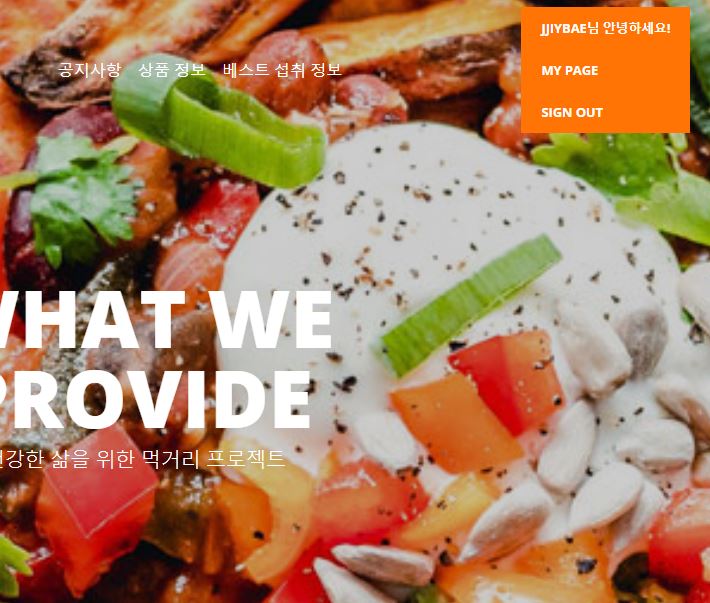 JJIYBAE님 안녕하세요!
공지사항 상품 정보 베스트 섭취 정보
MY PAGE
SIGN OUT
WHAT WE
PROVIDE
건강한 삶을 위한 먹거리 프로젝트